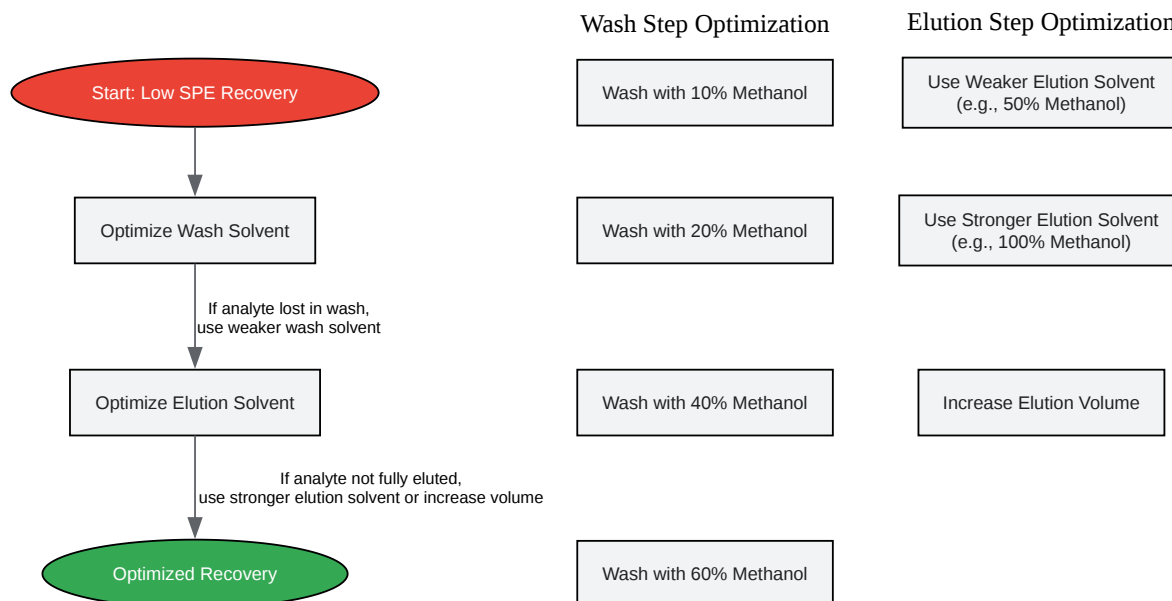 Wash Step Optimization
Elution Step Optimization
Start: Low SPE Recovery
Wash with 10% Methanol
Use Weaker Elution Solvent
(e.g., 50% Methanol)
Optimize Wash Solvent
Wash with 20% Methanol
Use Stronger Elution Solvent
(e.g., 100% Methanol)
If analyte lost in wash,
use weaker wash solvent
Optimize Elution Solvent
Wash with 40% Methanol
Increase Elution Volume
If analyte not fully eluted,
use stronger elution solvent or increase volume
Optimized Recovery
Wash with 60% Methanol